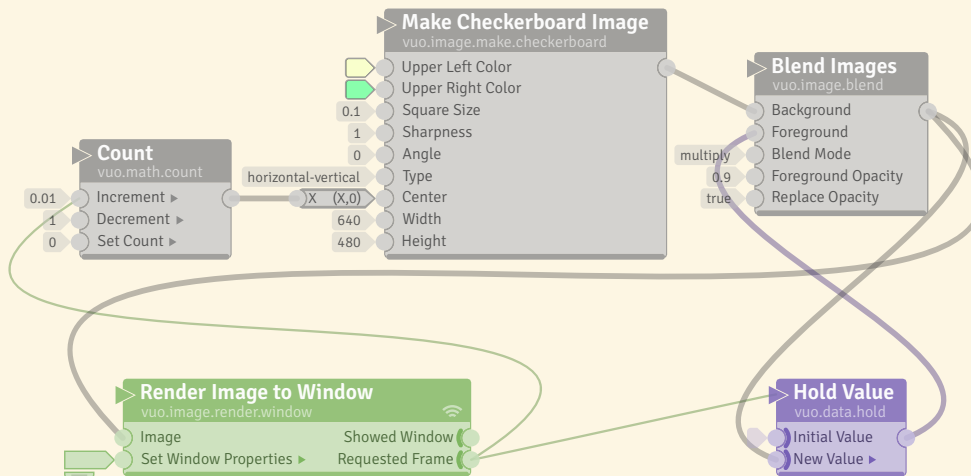 Make Checkerboard Image
vuo.image.make.checkerboard
Upper Left Color
Upper Right Color
0.1 Square Size
1 Sharpness
0 Angle
horizontal-vertical Type
X (X,0) Center
640 Width
480 Height
Blend Images
vuo.image.blend
Background
Foreground
multiply Blend Mode
0.9 Foreground Opacity
true Replace Opacity
Count
vuo.math.count
0.01 Increment
1 Decrement
0 Set Count
Render Image to Window
vuo.image.render.window
Image Showed Window
Set Window Properties Requested Frame
Hold Value
vuo.data.hold
Initial Value
New Value